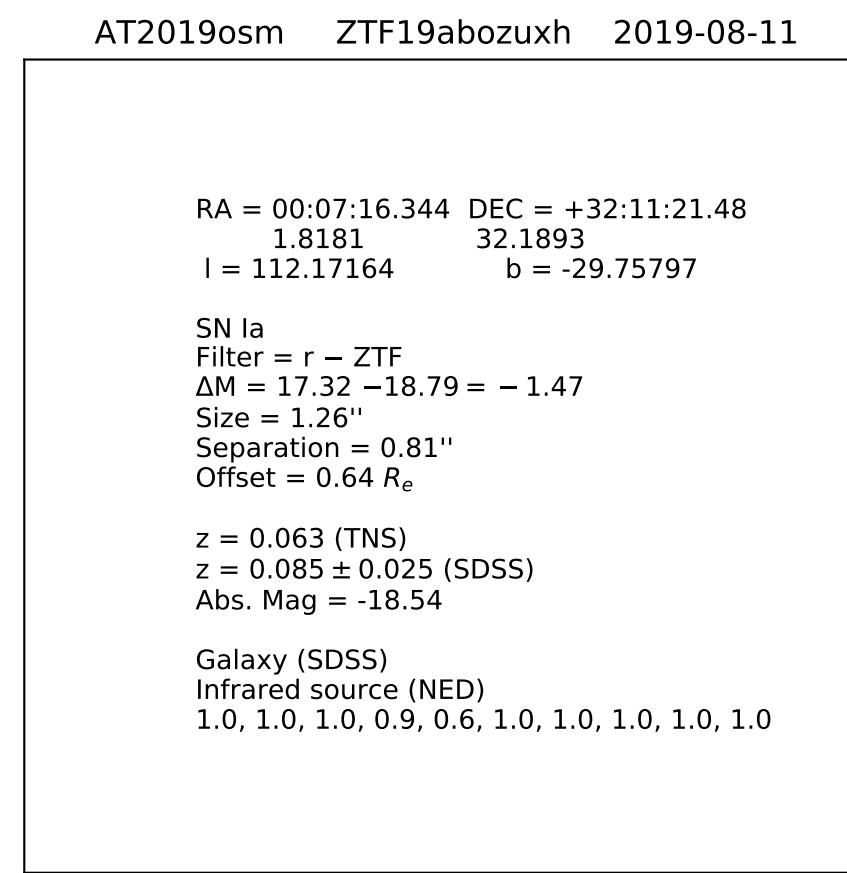 AT2019osm ZTF19abozuxh 2019-08-11
RA = 00:07:16.344 DEC = +32:11:21.48
1.8181 32.1893
l = 112.17164 b = -29.75797
SN Ia
Filter = r − ZTF
ΔM = 17.32 −18.79 = − 1.47
Size = 1.26''
Separation = 0.81''
Offset = 0.64 Rₑ
z = 0.063 (TNS)
z = 0.085 ± 0.025 (SDSS)
Abs. Mag = -18.54
Galaxy (SDSS)
Infrared source (NED)
1.0, 1.0, 1.0, 0.9, 0.6, 1.0, 1.0, 1.0, 1.0, 1.0